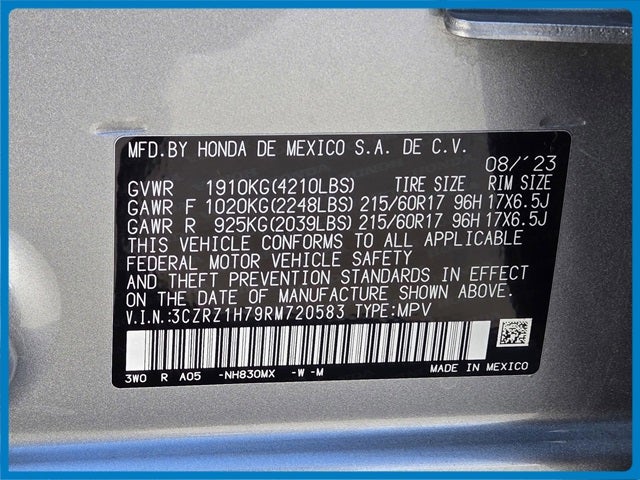 MFD.BY HONDA DE MEXICO S.A. DE C.V.
08/'23
GVWR 1910KG(4210LBS) TIRE SIZE RIM SIZE
GAWR F 1020KG(2248LBS) 215/60R17 96H 17X6.5J
GAWR R 925KG(2039LBS) 215/60R17 96H 17X6.5J
THIS VEHICLE CONFORMS TO ALL APPLICABLE
FEDERAL MOTOR VEHICLE SAFETY
AND THEFT PREVENTION STANDARDS IN EFFECT
ON THE DATE OF MANUFACTURE SHOWN ABOVE.
V.I.N.:3CZRZ1H79RM720583 TYPE:MPV
3W0 R A05 -NH830MX -W -M MADE IN MEXICO